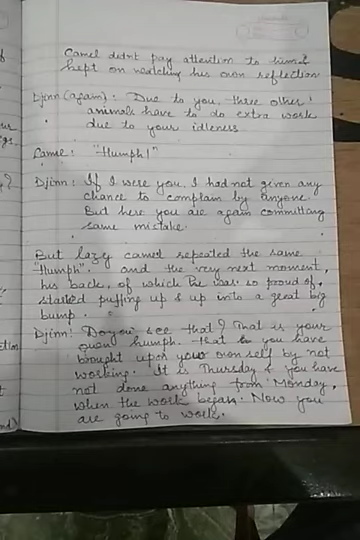 Camel didn't pay attention to him &
kept on watching his own reflection
Djinn (again): Due to you, three other
animals have to do extra work
due to your idleness.
Camel: "Humph!"
Djinn: If I were you, I had not given any
chance to complain by anyone.
But here you are again committing
same mistake.
But lazy camel repeated the same
"Humph". and the very next moment,
his back, of which he was so proud of,
started puffing up & up into a great big
bump.
Djinn: Do you see that? That is your
humph that you have
brought upon your own self by not
working. It is Thursday & you have
not done anything from Monday,
when the work began. Now you
are going to work.